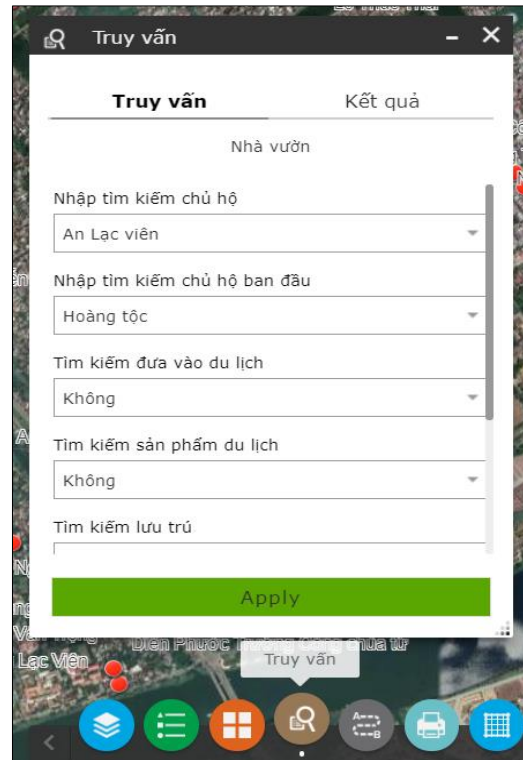 Truy vấn
Truy vấn
Kết quả
Nhà vườn
Nhập tìm kiếm chủ hộ
An Lạc viên
Nhập tìm kiếm chủ hộ ban đầu
Hoàng tộc
Tìm kiếm đưa vào du lịch
Không
Tìm kiếm sản phẩm du lịch
Không
Tìm kiếm lưu trú
Apply
Lạc Viên
Truy vấn
A
B